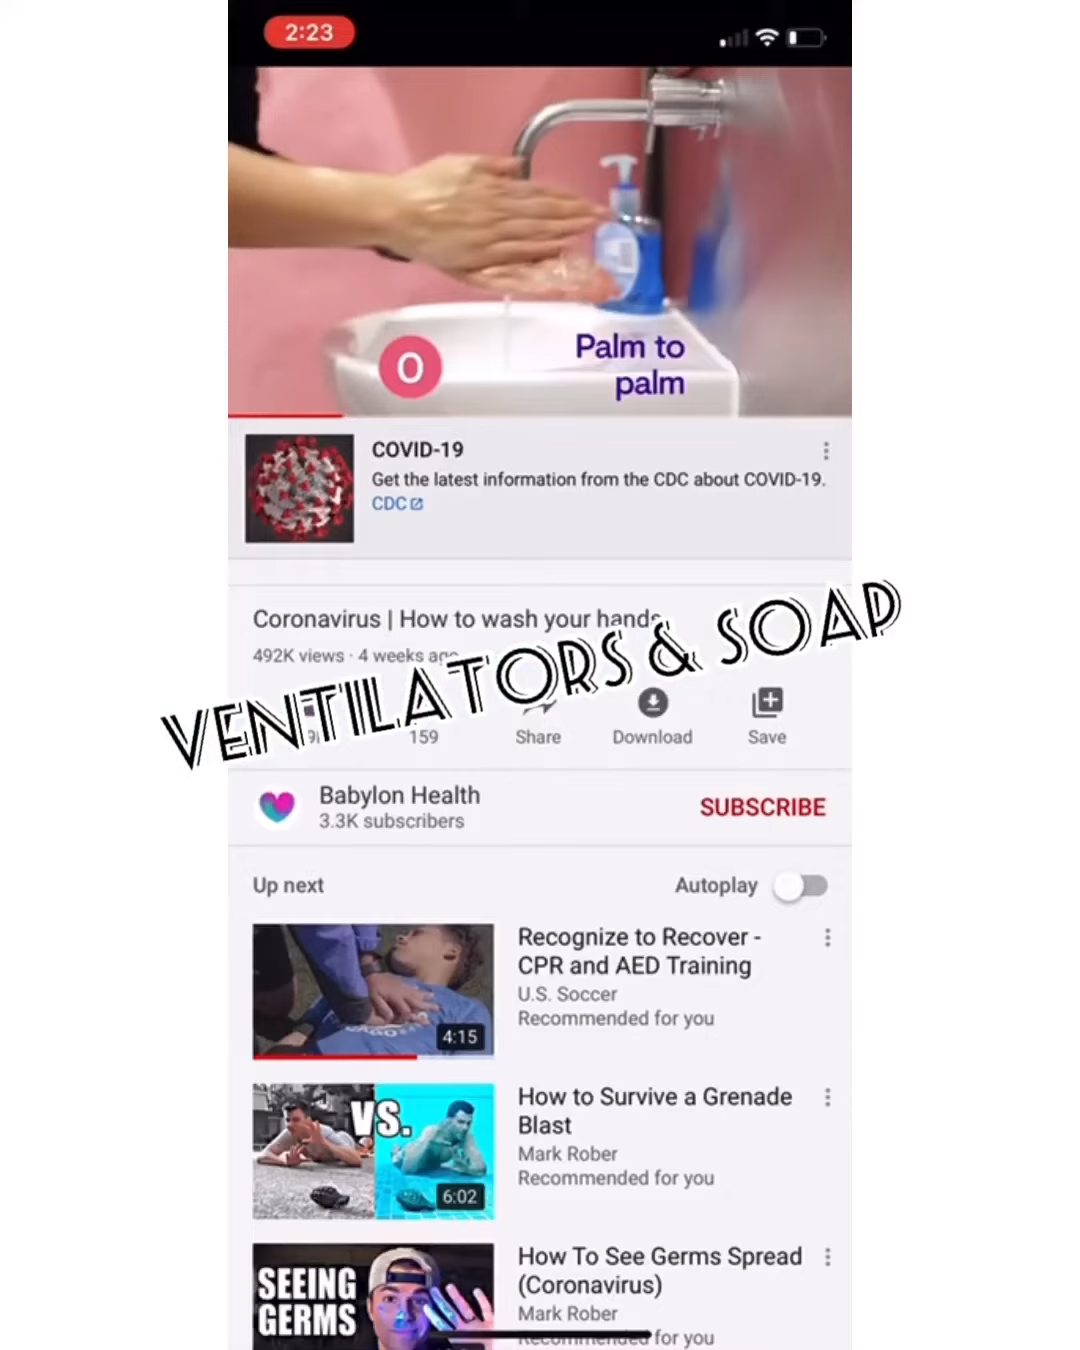 2:23
Palm to
palm
O
COVID-19
Get the latest information from the CDC about COVID-19.
CDC
Coronavirus | How to wash your hands
492K views · 4 weeks ago
VENTILATORS & SOAP
159
Share
Download
Save
Babylon Health
3.3K subscribers
SUBSCRIBE
Up next
Autoplay
4:15
Recognize to Recover -
CPR and AED Training
U.S. Soccer
Recommended for you
VS.
6:02
How to Survive a Grenade
Blast
Mark Rober
Recommended for you
SEEING
GERMS
How To See Germs Spread
(Coronavirus)
Mark Rober
Recommended for you